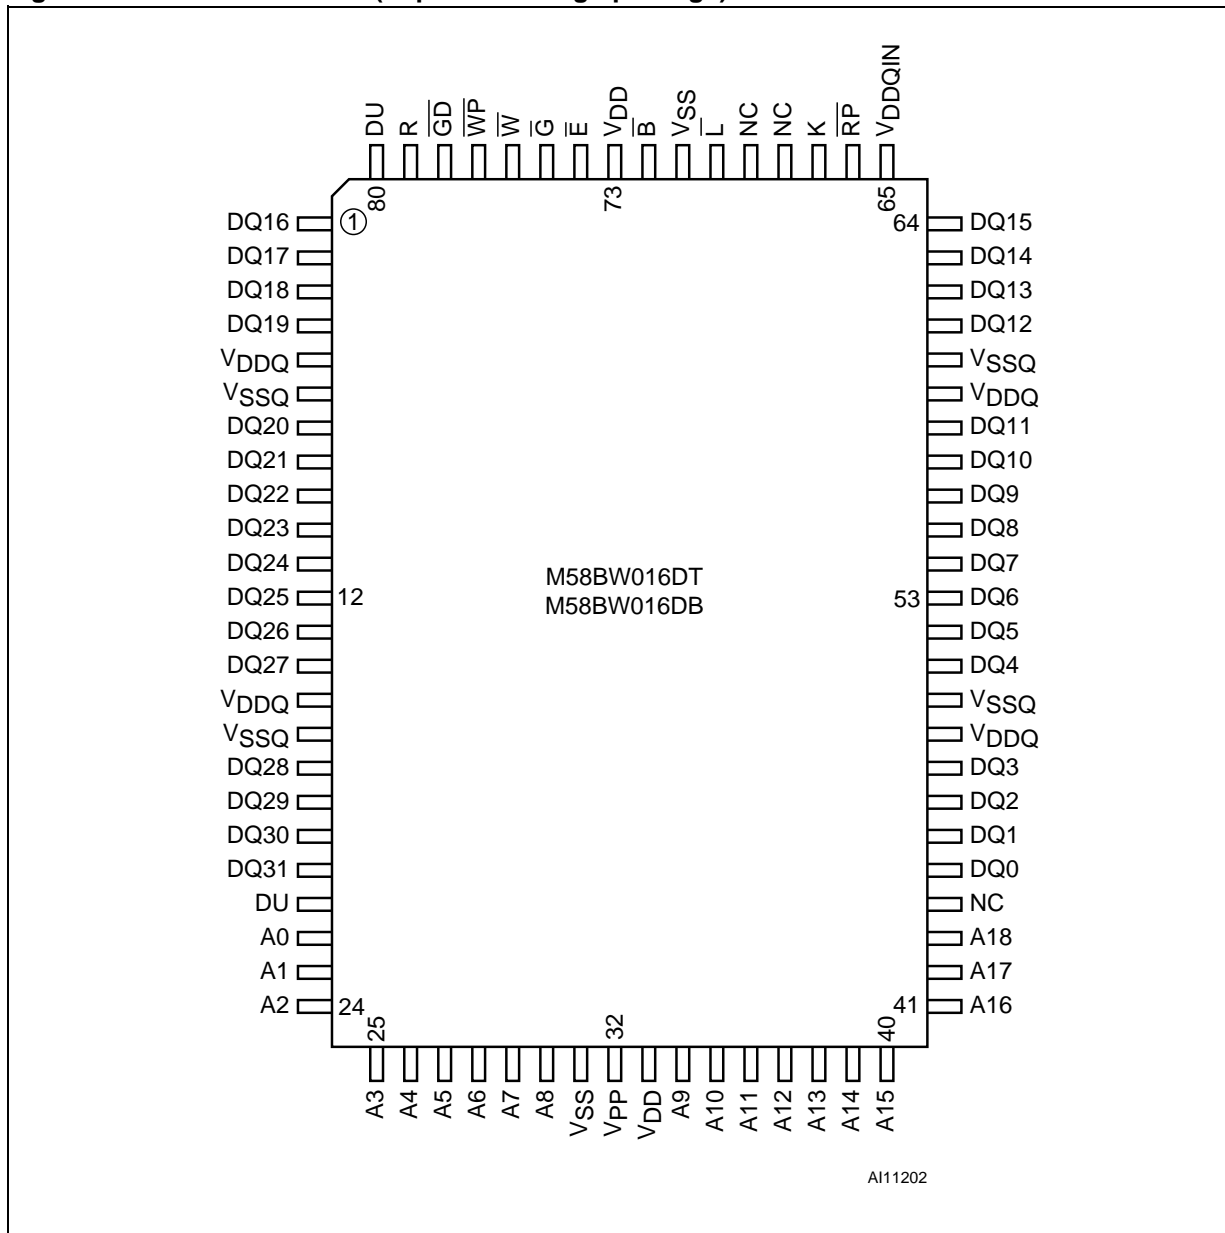 DU
R
G̅D̅
W̅P̅
W̅
G̅
E̅
VDD
B̅
VSS
L̅
NC
NC
K
R̅P̅
VDDQIN
80
73
65
DQ16
1
64
DQ15
DQ17
DQ14
DQ18
DQ13
DQ19
DQ12
VDDQ
VSSQ
VSSQ
VDDQ
DQ20
DQ11
DQ21
DQ10
DQ22
DQ9
DQ23
DQ8
DQ24
DQ7
M58BW016DT
DQ25
12
M58BW016DB
53
DQ6
DQ26
DQ5
DQ27
DQ4
VDDQ
VSSQ
VSSQ
VDDQ
DQ28
DQ3
DQ29
DQ2
DQ30
DQ1
DQ31
DQ0
DU
NC
A0
A18
A1
A17
A2
24
41
A16
25
32
40
A3
A4
A5
A6
A7
A8
VSS
VPP
VDD
A9
A10
A11
A12
A13
A14
A15
AI11202